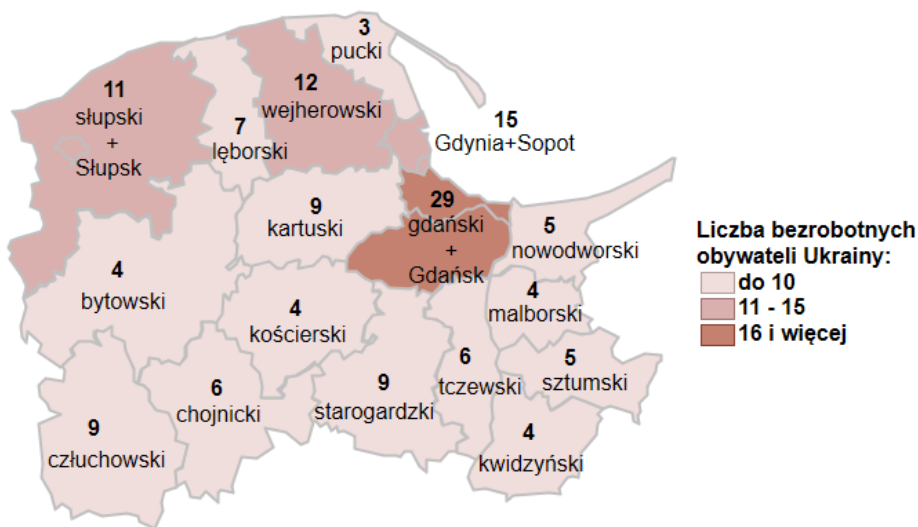 3
pucki
11
słupski
+
Słupsk
12
wejherowski
7
lęborski
15
Gdynia+Sopot
9
kartuski
29
gdański
+
Gdańsk
5
nowodworski
4
bytowski
4
kościerski
4
malborski
9
człuchowski
6
chojnicki
9
starogardzki
6
tczewski
5
sztumski
4
kwidzyński
Liczba bezrobotnych
obywateli Ukrainy:
do 10
11 - 15
16 i więcej